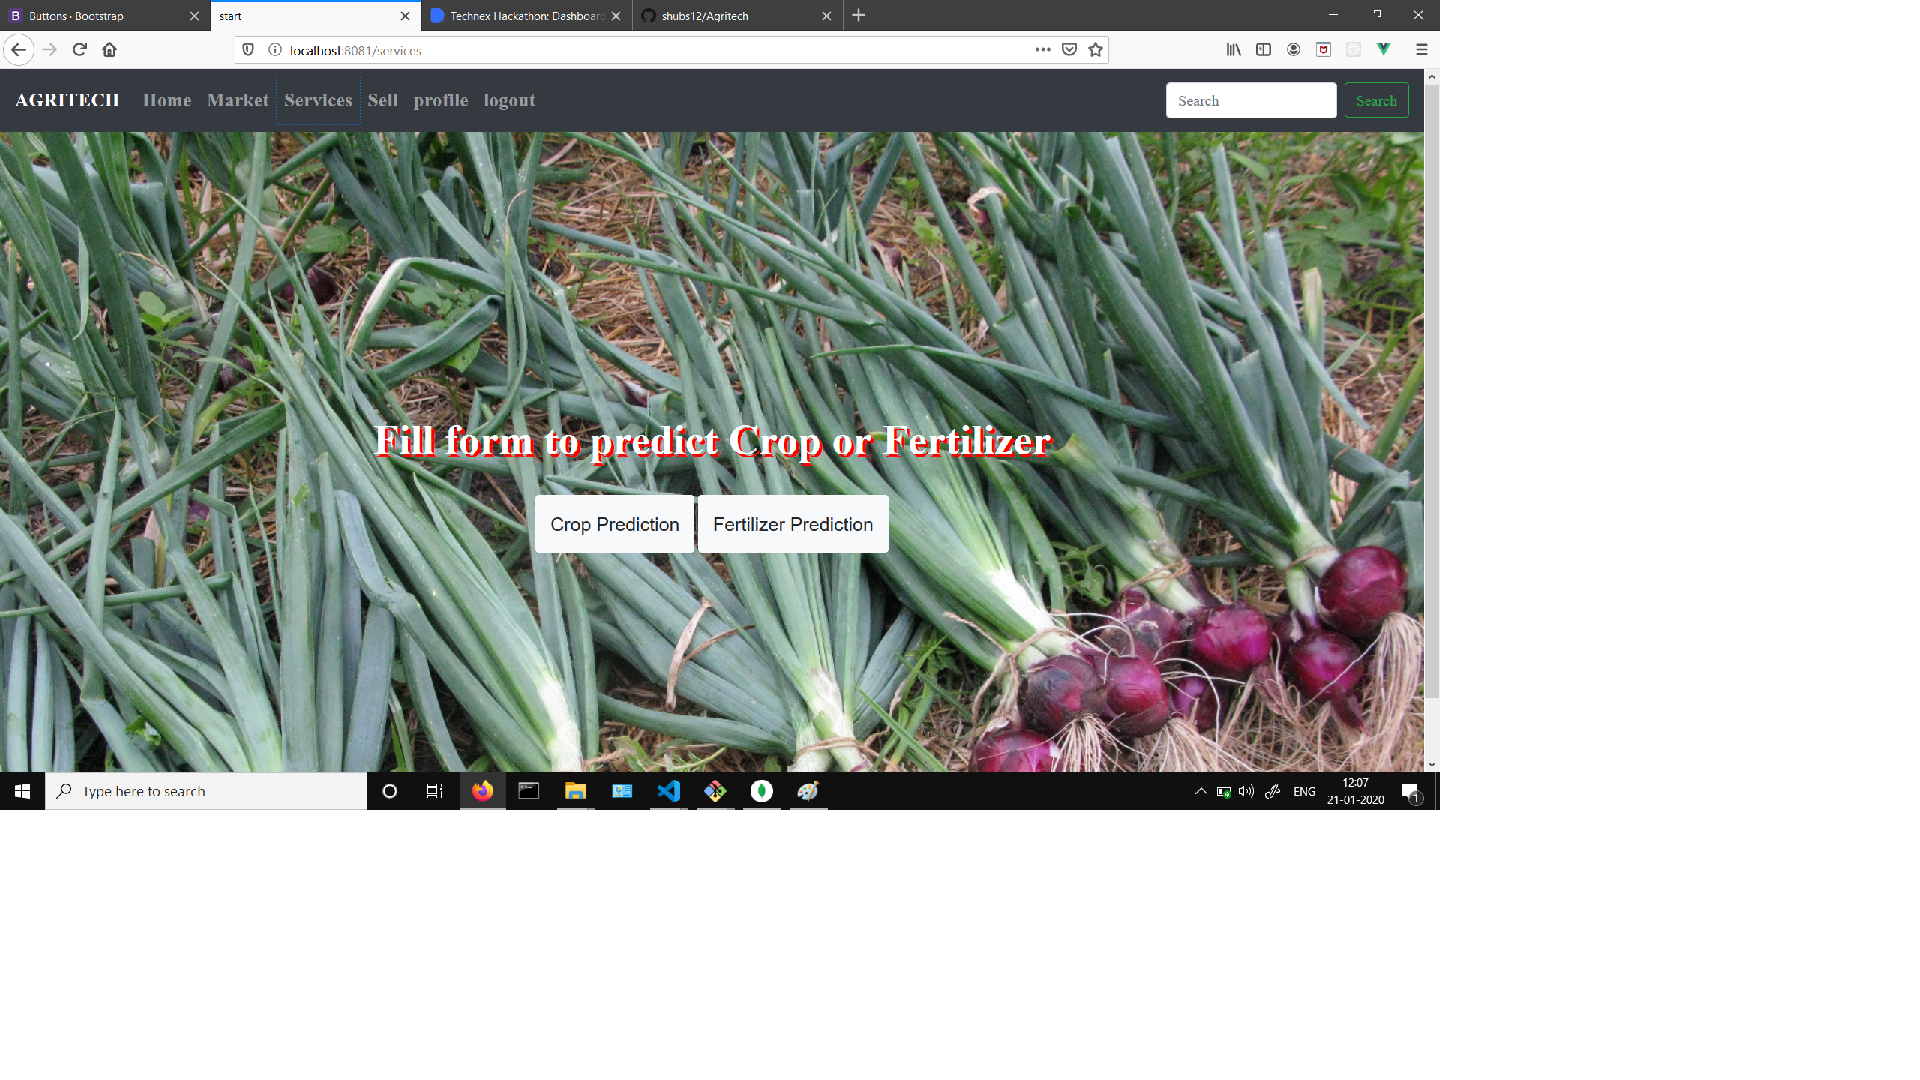 Buttons · Bootstrap
start
Technex Hackathon: Dashboard
shubs12/Agritech
localhost:8081/services
AGRITECH Home Market Services Sell profile logout
Search Search
Fill form to predict Crop or Fertilizer
Crop Prediction Fertilizer Prediction
Type here to search
ENG
12:07
21-01-2020
1